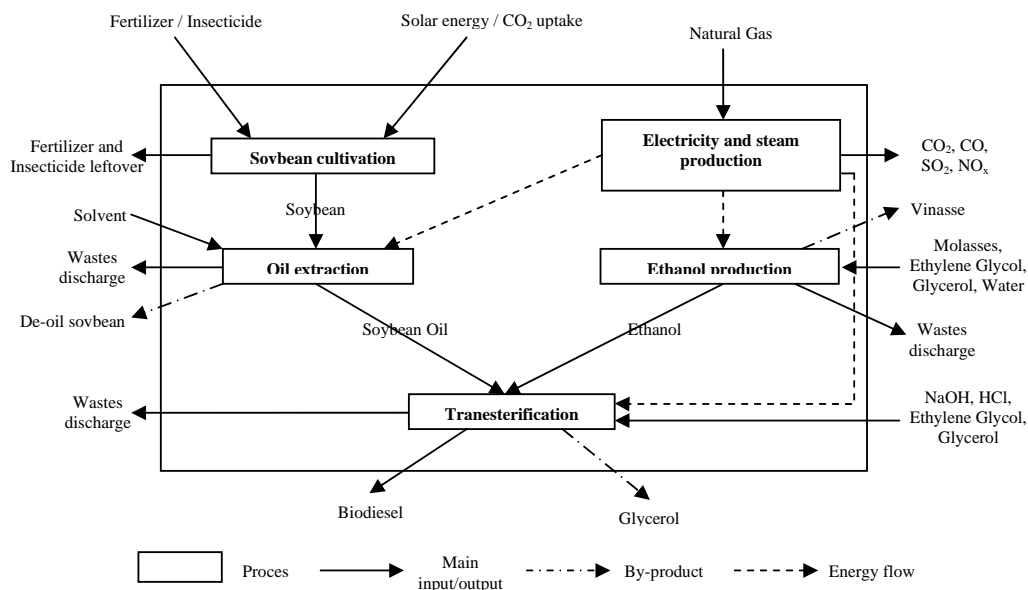 Fertilizer / Insecticide
Solar energy / CO₂ uptake
Natural Gas
Fertilizer and
Insecticide leftover
Sovbean cultivation
Electricity and steam
production
CO₂, CO,
SO₂, NOₓ
Soybean
Solvent
Vinasse
Wastes
discharge
Oil extraction
Ethanol production
Molasses,
Ethylene Glycol,
Glycerol, Water
De-oil sovbean
Soybean Oil
Ethanol
Wastes
discharge
Wastes
discharge
Tranesterification
NaOH, HCl,
Ethylene Glycol,
Glycerol
Biodiesel
Glycerol
Proces
Main
input/output
By-product
Energy flow